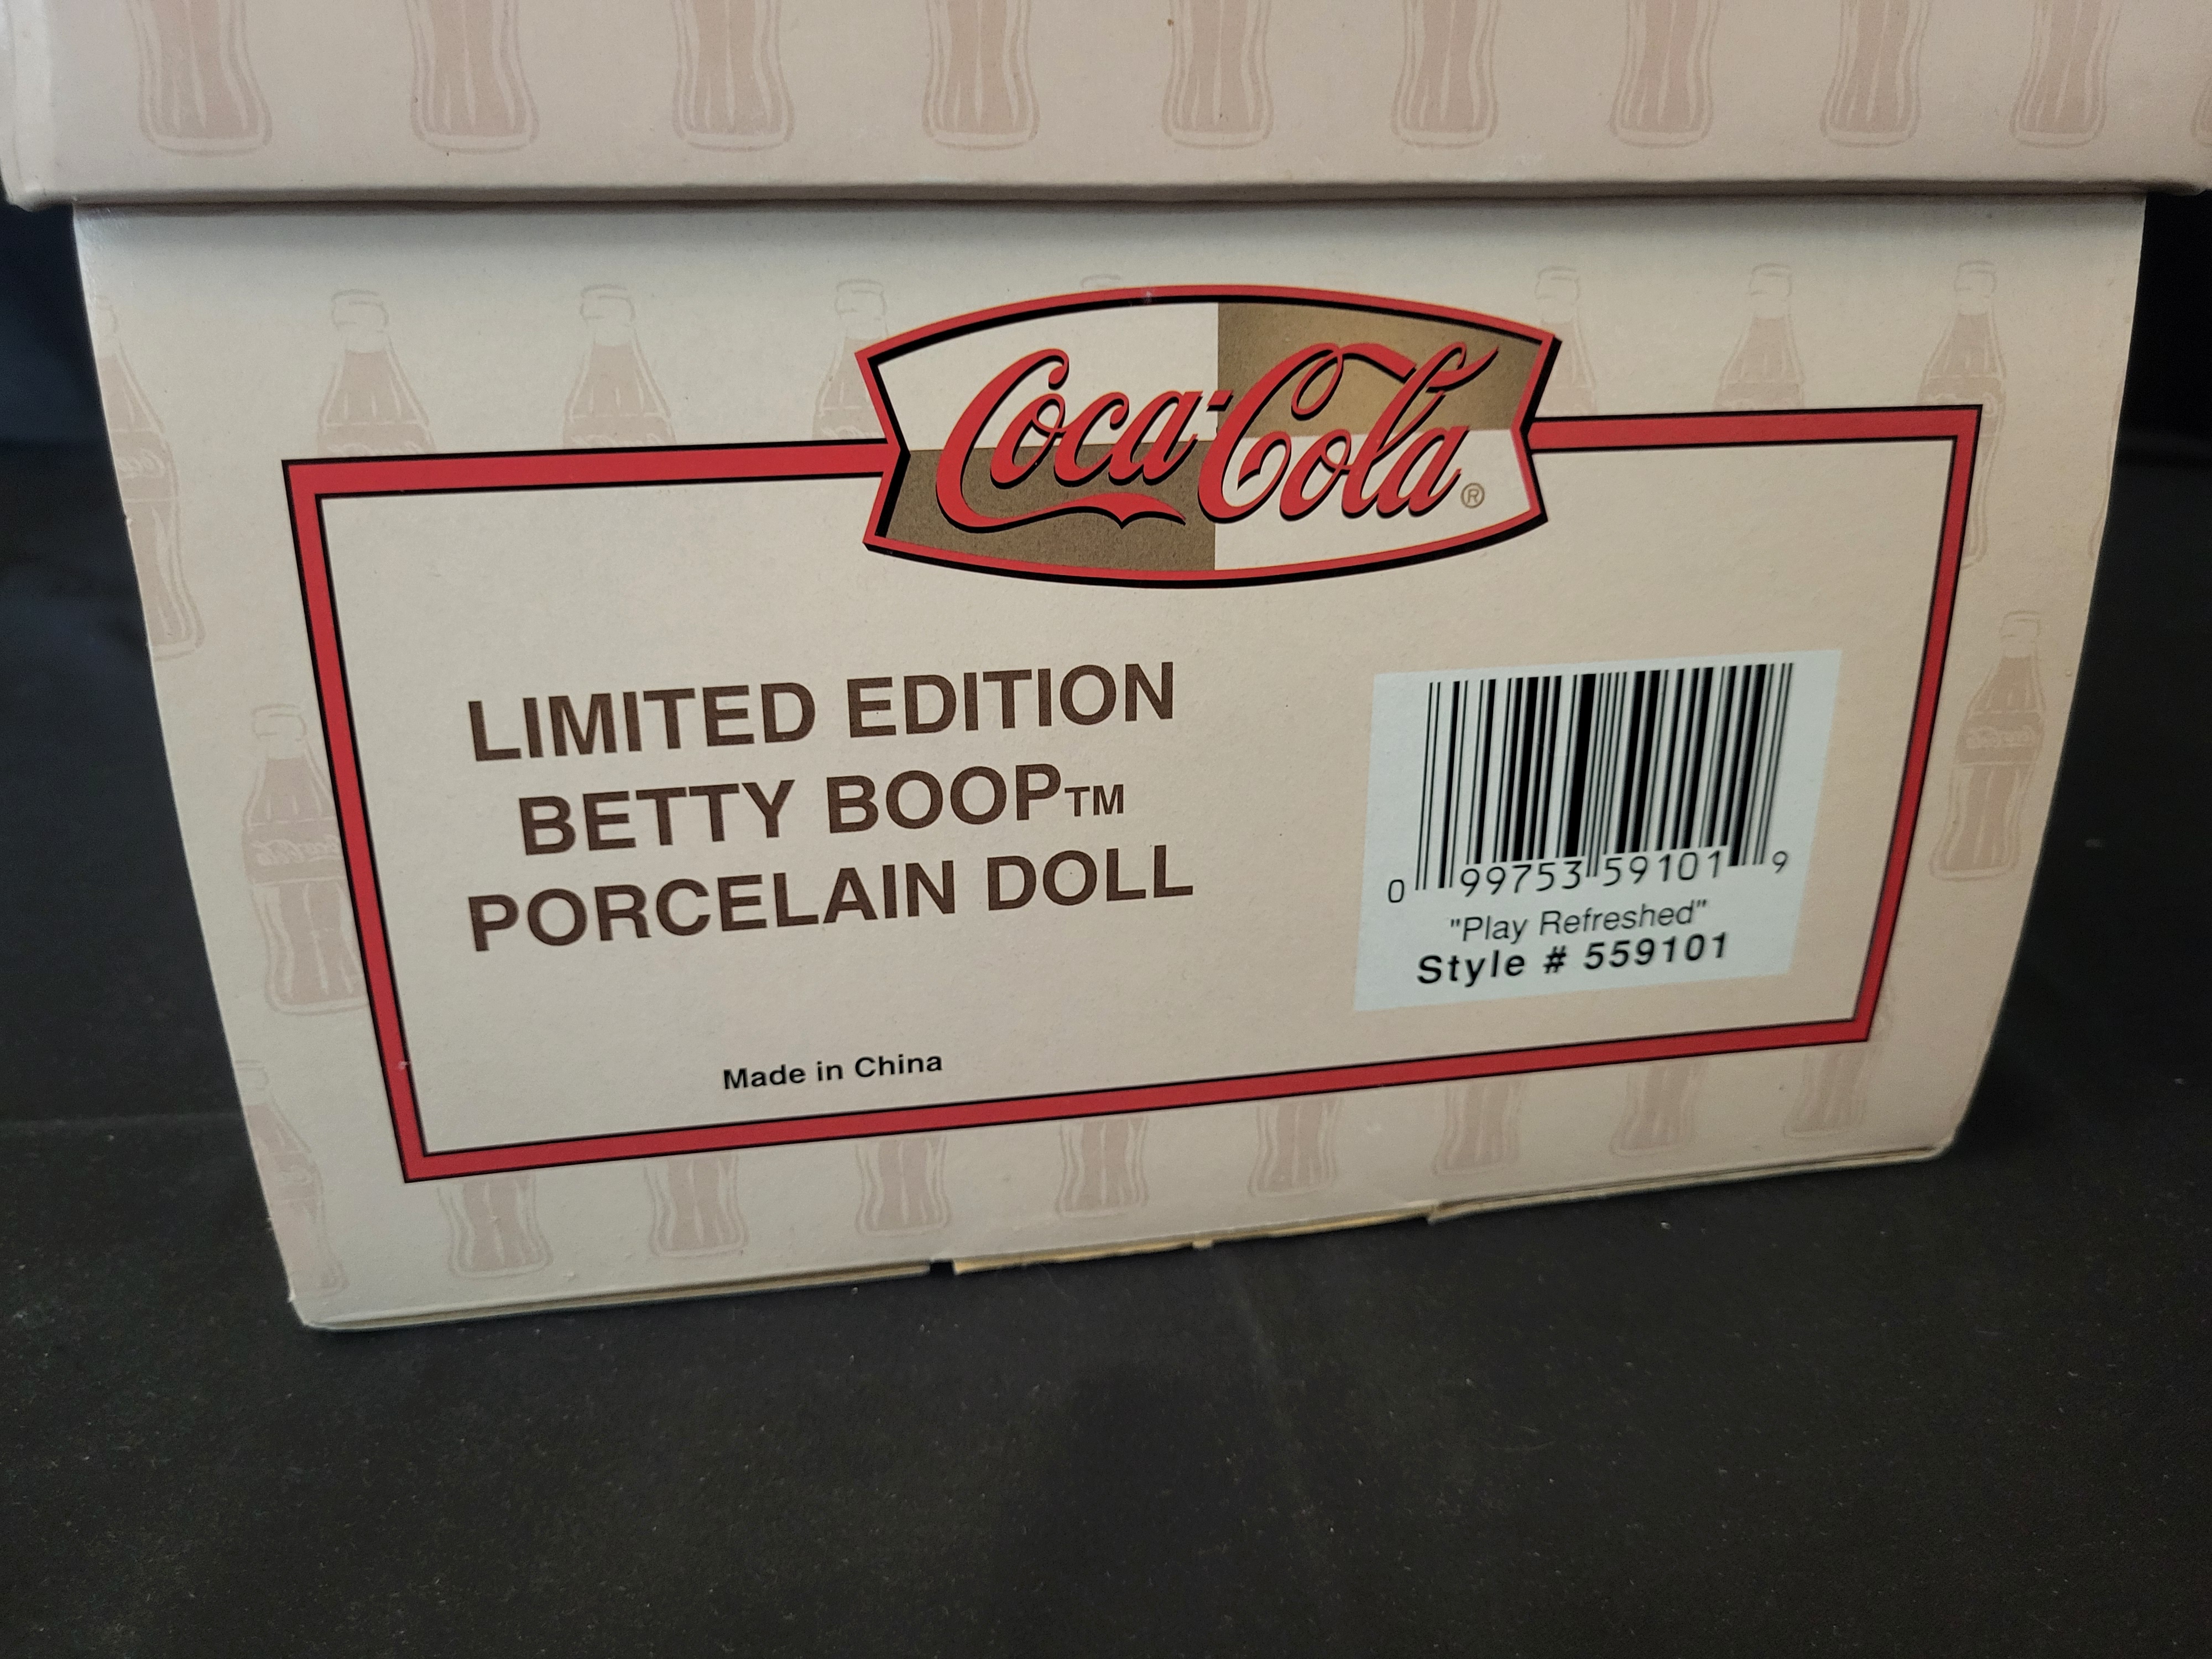 Coca-Cola®
LIMITED EDITION
BETTY BOOP™
PORCELAIN DOLL
0 99753 59101 9
"Play Refreshed"
Style # 559101
Made in China